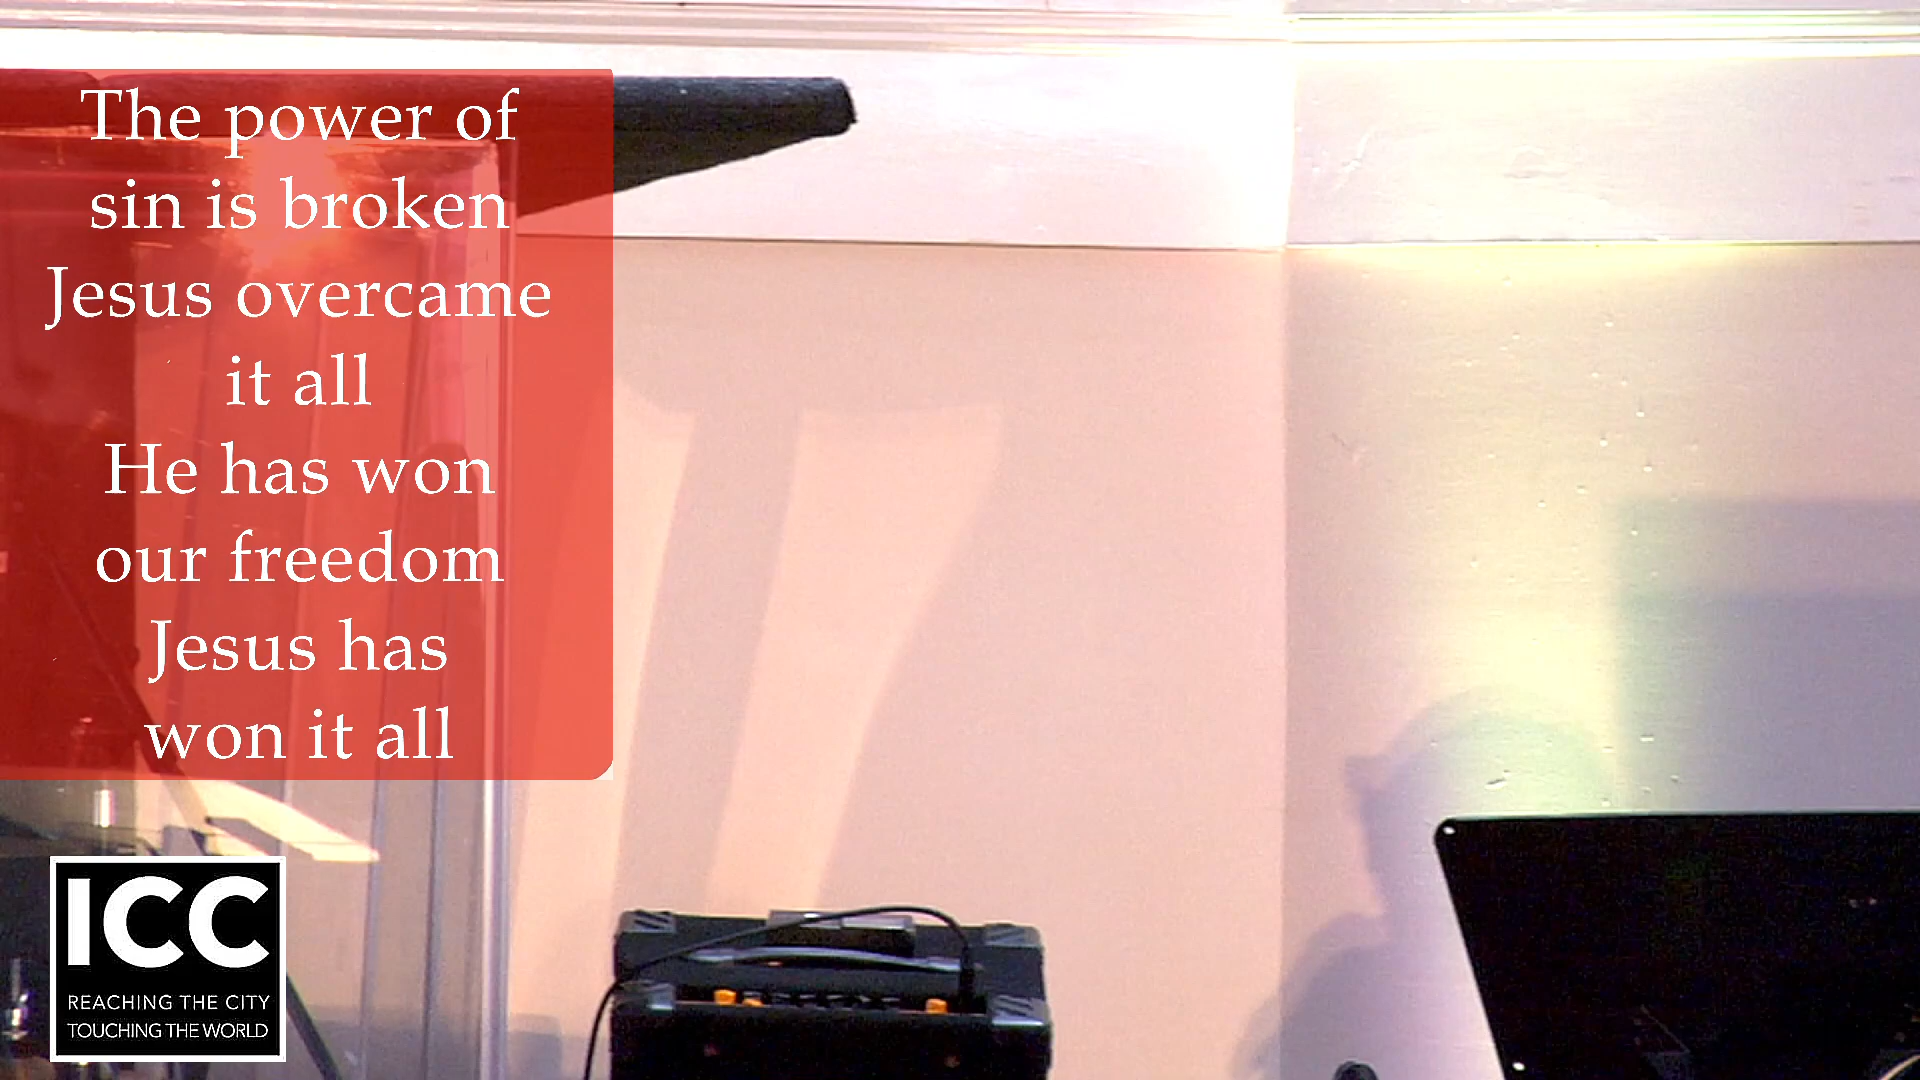 The power of
sin is broken
Jesus overcame
it all
He has won
our freedom
Jesus has
won it all
ICC
REACHING THE CITY
TOUCHING THE WORLD